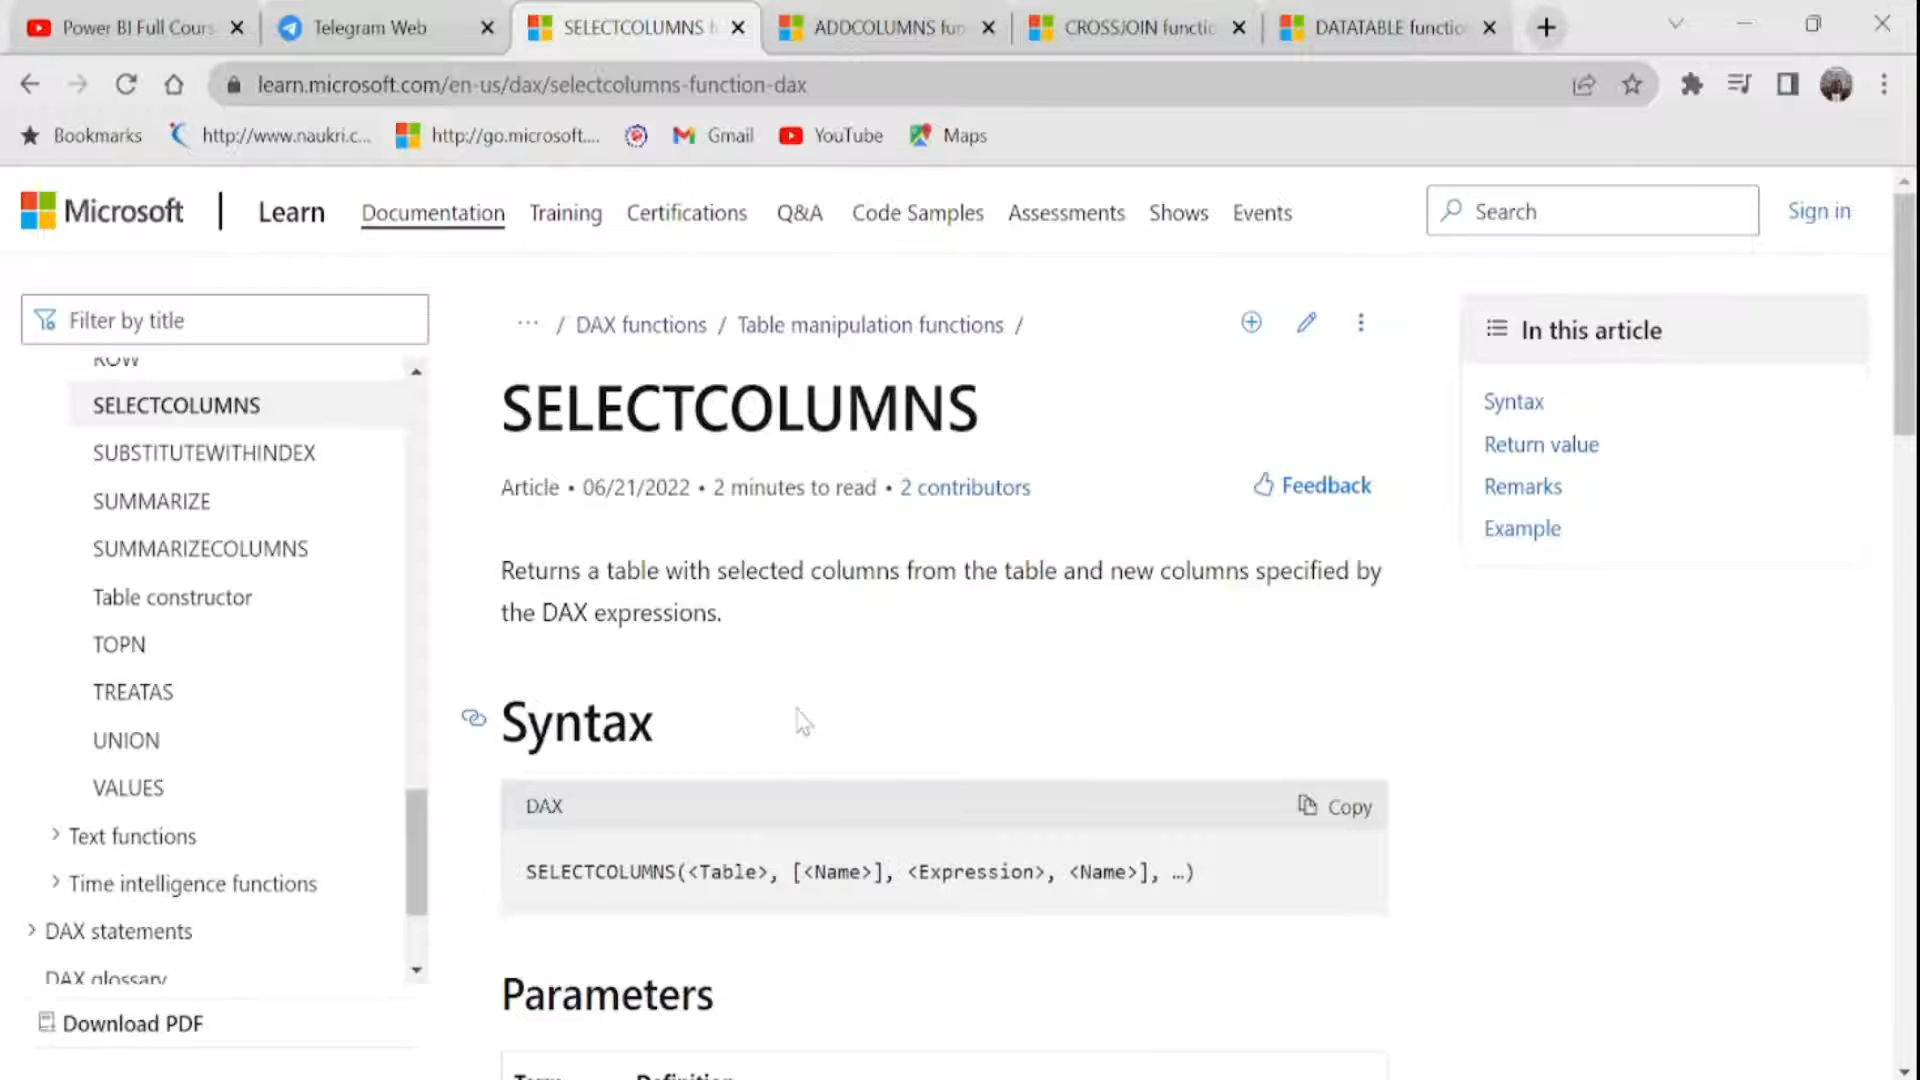 Power BI Full Cours
Telegram Web
SELECTCOLUMNS f
ADDCOLUMNS fun
CROSSJOIN functio
DATATABLE functio
learn.microsoft.com/en-us/dax/selectcolumns-function-dax
Bookmarks
http://www.naukri.c...
http://go.microsoft....
Gmail
YouTube
Maps
Microsoft | Learn
Documentation
Training
Certifications
Q&A
Code Samples
Assessments
Shows
Events
Search
Sign in
Filter by title
ROW
SELECTCOLUMNS
SUBSTITUTEWITHINDEX
SUMMARIZE
SUMMARIZECOLUMNS
Table constructor
TOPN
TREATAS
UNION
VALUES
Text functions
Time intelligence functions
DAX statements
DAX glossary
Download PDF
... / DAX functions / Table manipulation functions /
SELECTCOLUMNS
Article • 06/21/2022 • 2 minutes to read • 2 contributors
Feedback
Returns a table with selected columns from the table and new columns specified by
the DAX expressions.
Syntax
DAX
Copy
SELECTCOLUMNS(<Table>, [<Name>], <Expression>, <Name>], …)
Parameters
Term
Definition
In this article
Syntax
Return value
Remarks
Example